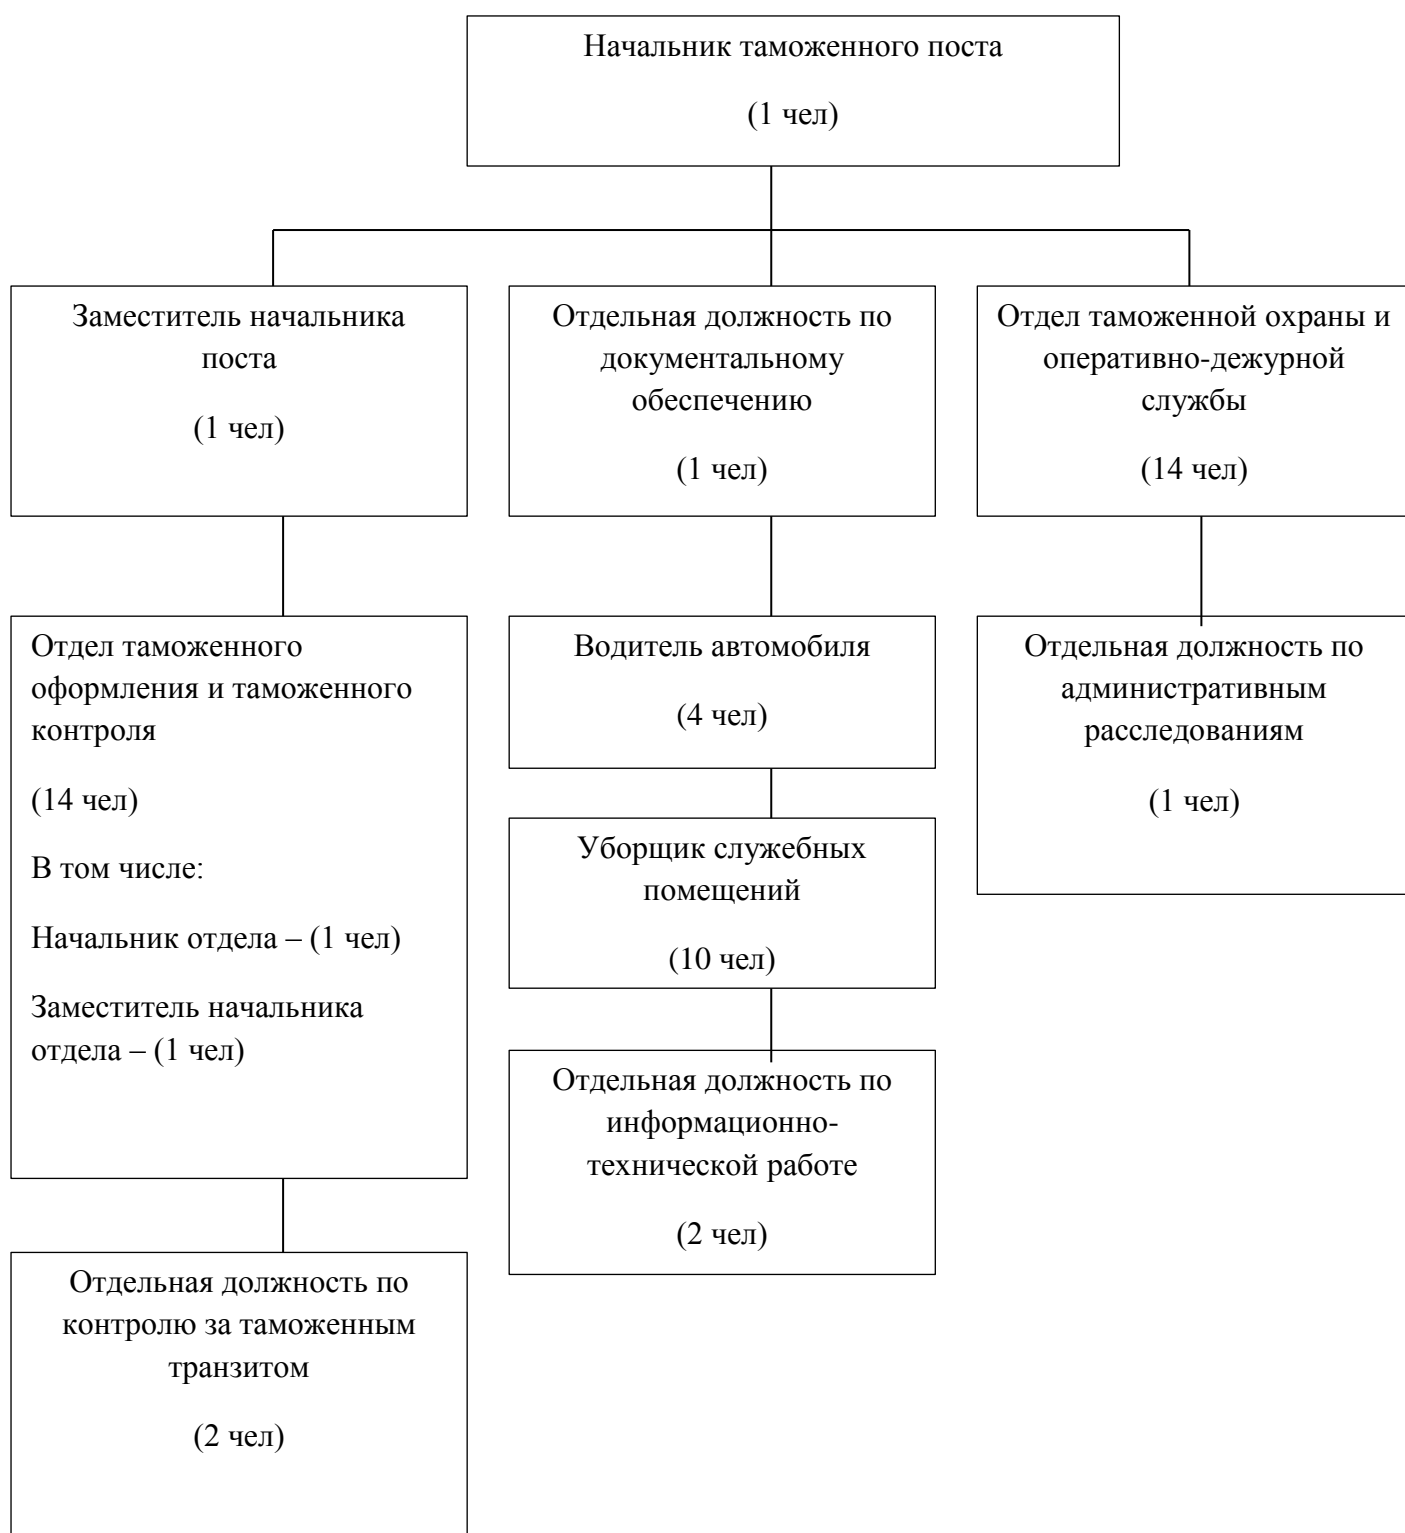 Начальник таможенного поста
(1 чел)
Заместитель начальника
поста
(1 чел)
Отдельная должность по
документальному
обеспечению
(1 чел)
Отдел таможенной охраны и
оперативно-дежурной
службы
(14 чел)
Отдел таможенного
оформления и таможенного
контроля
(14 чел)
В том числе:
Начальник отдела – (1 чел)
Заместитель начальника
отдела – (1 чел)
Водитель автомобиля
(4 чел)
Отдельная должность по
административным
расследованиям
(1 чел)
Уборщик служебных
помещений
(10 чел)
Отдельная должность по
информационно-
технической работе
(2 чел)
Отдельная должность по
контролю за таможенным
транзитом
(2 чел)